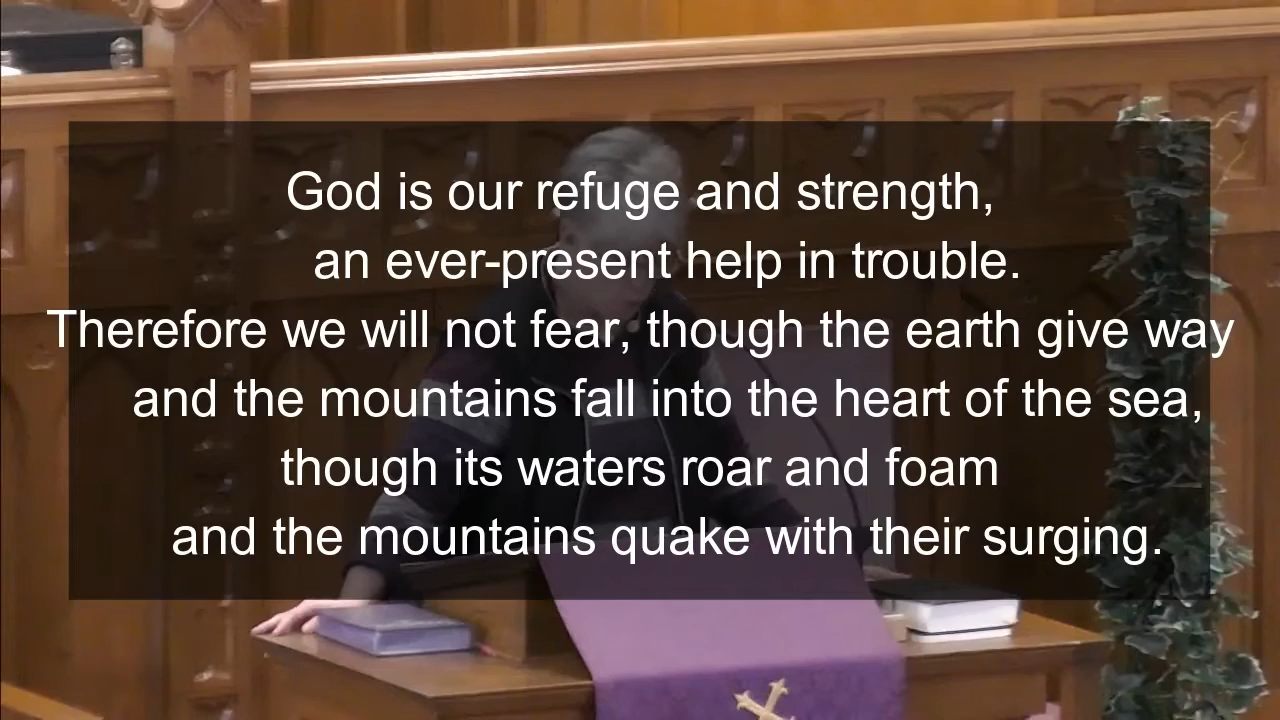 God is our refuge and strength,
an ever-present help in trouble.
Therefore we will not fear, though the earth give way
and the mountains fall into the heart of the sea,
though its waters roar and foam
and the mountains quake with their surging.